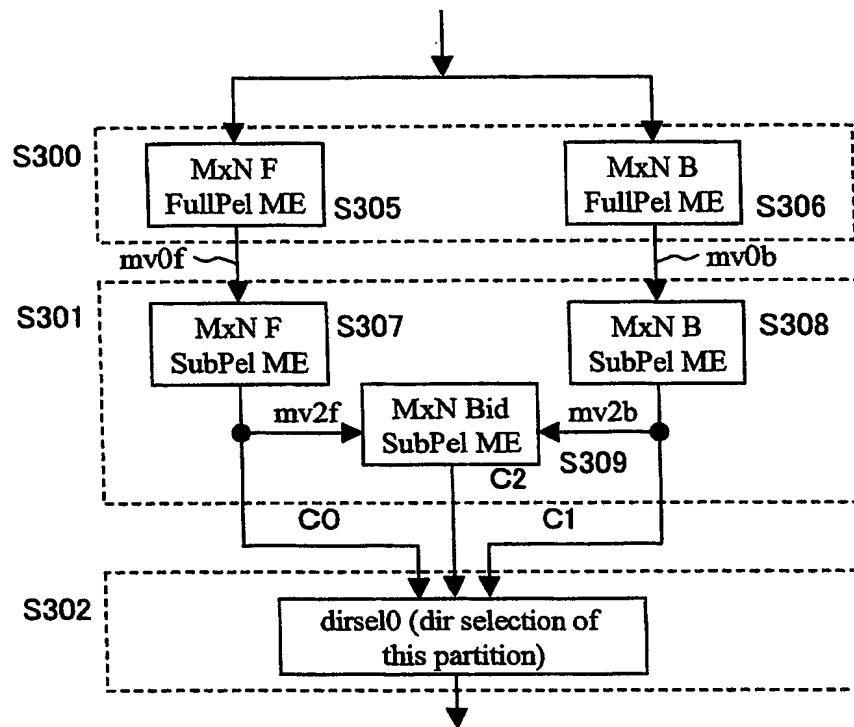 S300
MxN F
FullPel ME
S305
MxN B
FullPel ME
S306
mv0f
mv0b
S301
MxN F
SubPel ME
S307
MxN B
SubPel ME
S308
mv2f
MxN Bid
SubPel ME
mv2b
S309
C2
C0
C1
S302
dirsel0 (dir selection of
this partition)